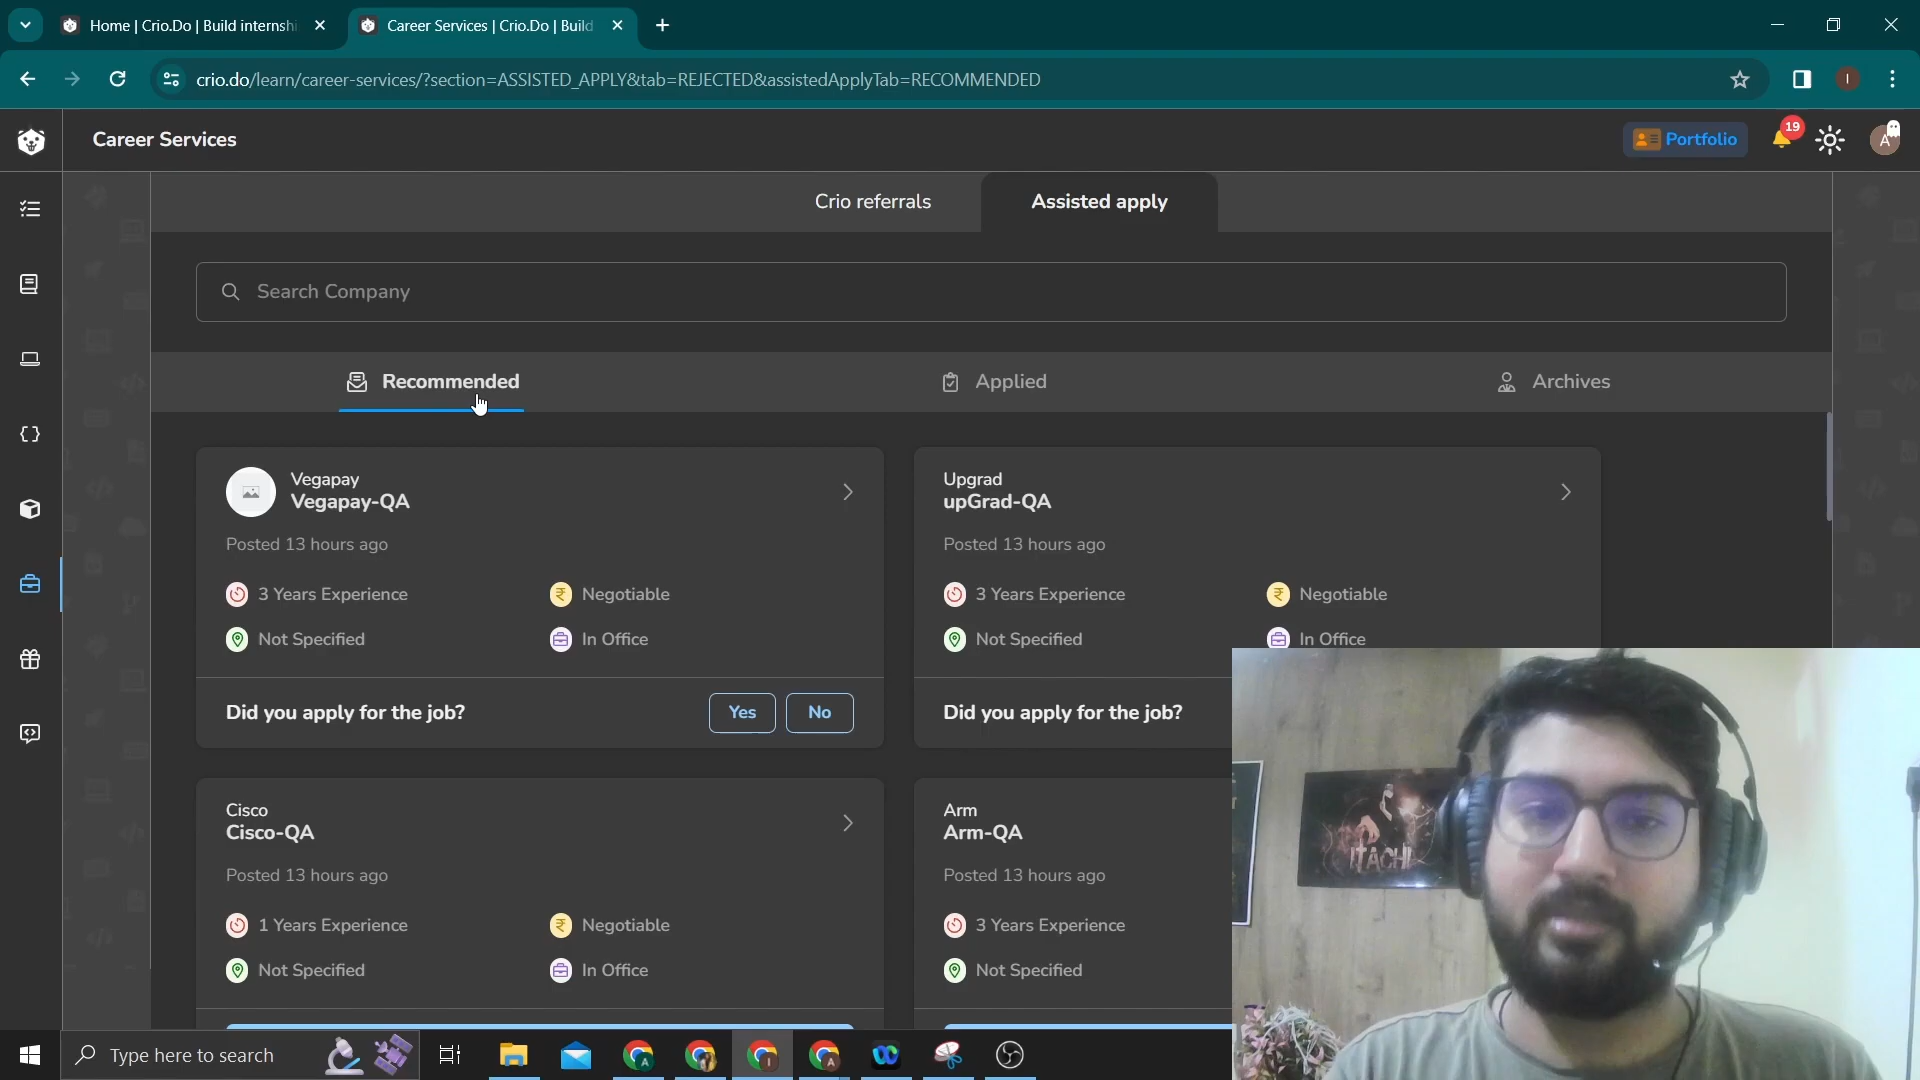 Home | Crio.Do | Build internshi
Career Services | Crio.Do | Build
crio.do/learn/career-services/?section=ASSISTED_APPLY&tab=REJECTED&assistedApplyTab=RECOMMENDED
I
Career Services
Portfolio
19
A
Crio referrals
Assisted apply
Search Company
Recommended
Applied
Archives
Vegapay
Vegapay-QA
Posted 13 hours ago
3 Years Experience
Negotiable
Not Specified
In Office
Did you apply for the job?
Yes
No
Upgrad
upGrad-QA
Posted 13 hours ago
3 Years Experience
Negotiable
Not Specified
In Office
Did you apply for the job?
Cisco
Cisco-QA
Posted 13 hours ago
1 Years Experience
Negotiable
Not Specified
In Office
Arm
Arm-QA
Posted 13 hours ago
3 Years Experience
Not Specified
ITACHI
Type here to search